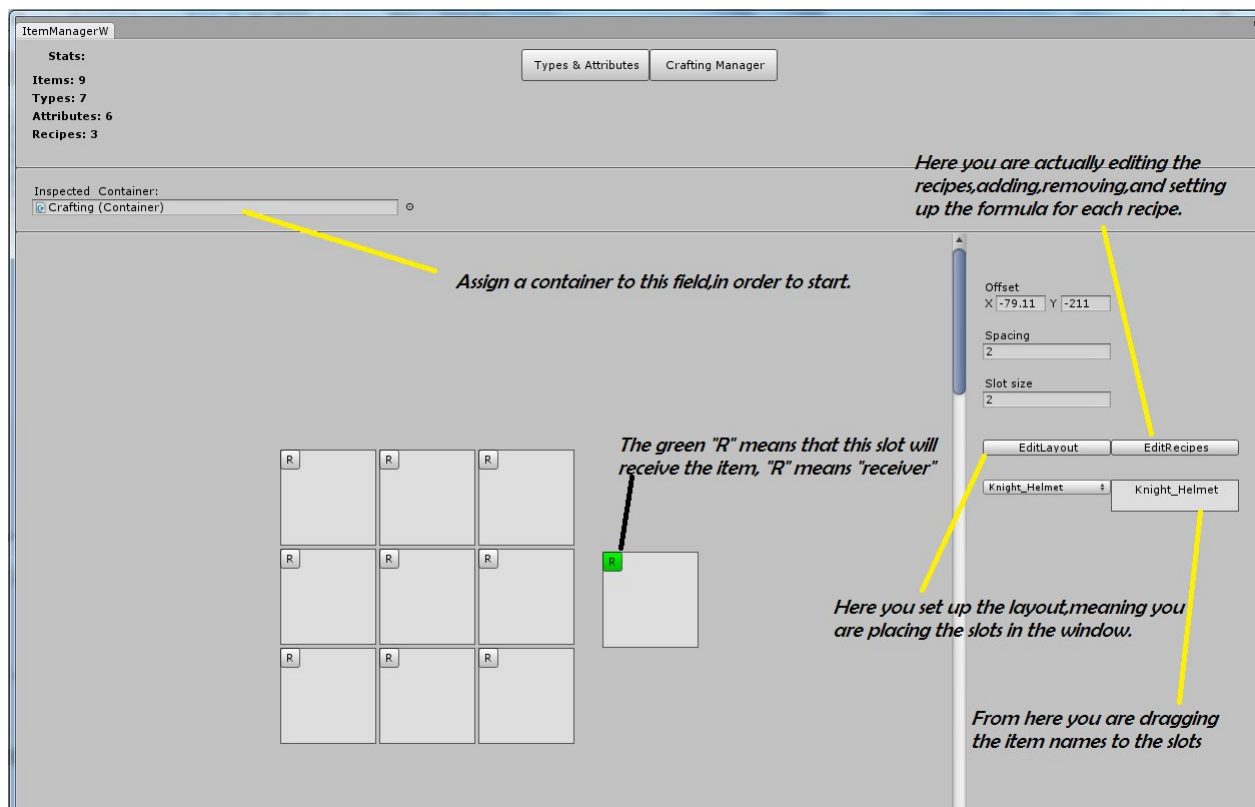 ItemManagerW
Stats:
Items: 9
Types: 7
Attributes: 6
Recipes: 3
Types & Attributes
Crafting Manager
Inspected Container:
Crafting (Container)
Here you are actually editing the
recipes,adding,removing,and setting
up the formula for each recipe.
Assign a container to this field,in order to start.
Offset
X -79.11 Y -211
Spacing
2
Slot size
2
EditLayout
EditRecipes
Knight_Helmet
Knight_Helmet
The green "R" means that this slot will
receive the item, "R" means "receiver"
R R R
R R R
R
R R R
Here you set up the layout,meaning you
are placing the slots in the window.
From here you are dragging
the item names to the slots